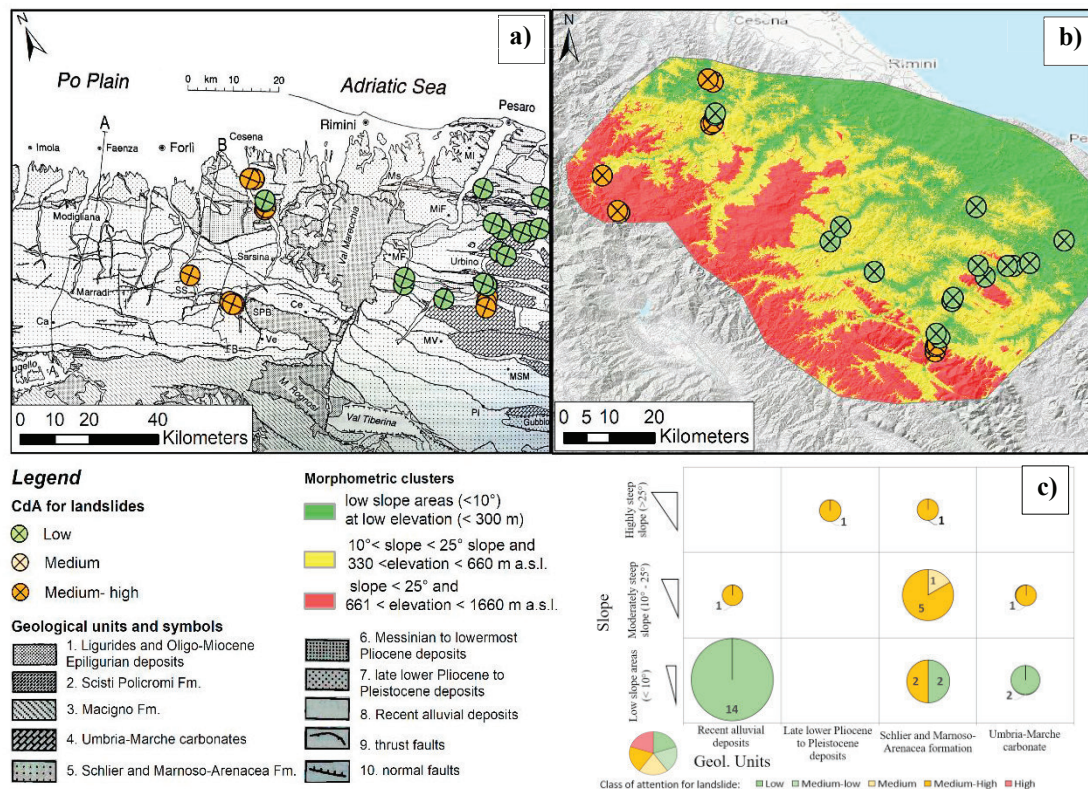 N
a)
0 km 10
20
Po Plain
Adriatic Sea
A
B
Imola
Faenza
Forlì
Cesena
Rimini
Pesaro
MI
Ms
MiF
Modigliana
Val Marecchia
Sarsina
MF
Urbino
SS
Marradi
SPB
Ce
Ca
FB
Ve
MV
MSM
A'
PI
Val Tiberina
Gubbio
0 10 20 40
Kilometers
N
b)
Cesena
Rimini
0 5 10 20
Kilometers
Legend
CdA for landslides
Low
Medium
Medium- high
Geological units and symbols
1. Ligurides and Oligo-Miocene
Epiligurian deposits
2. Scisti Policromi Fm.
3. Macigno Fm.
4. Umbria-Marche carbonates
5. Schlier and Marnoso-Arenacea Fm.
Morphometric clusters
low slope areas (<10°)
at low elevation (< 300 m)
10°< slope < 25° slope and
330 <elevation < 660 m a.s.l.
slope < 25° and
661 < elevation < 1660 m a.s.l.
6. Messinian to lowermost
Pliocene deposits
7. late lower Pliocene to
Pleistocene deposits
8. Recent alluvial deposits
9. thrust faults
10. normal faults
c)
Slope
Highly steep
slope (>25°)
1
1
Moderately steep
slope (10° - 25°)
1
1
5
1
Low slope areas
(< 10°)
14
2
2
2
Recent alluvial
deposits
Late lower Pliocene
to Pleistocene
deposits
Schlier and Marnoso-
Arenacea formation
Umbria-Marche
carbonate
Geol. Units
Class of attention for landslide: Low Medium-low Medium Medium-High High